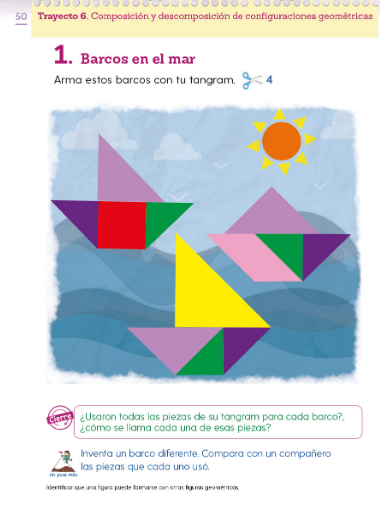 50 Trayecto 6. Composición y descomposición de configuraciones geométricas
1. Barcos en el mar
Arma estos barcos con tu tangram. 4
Cierre
¿Usaron todas las piezas de su tangram para cada barco?,
¿cómo se llama cada una de esas piezas?
Un paso más
Inventa un barco diferente. Compara con un compañero
las piezas que cada uno usó.
Identificar que una figura puede formarse con otras figuras geométricas.